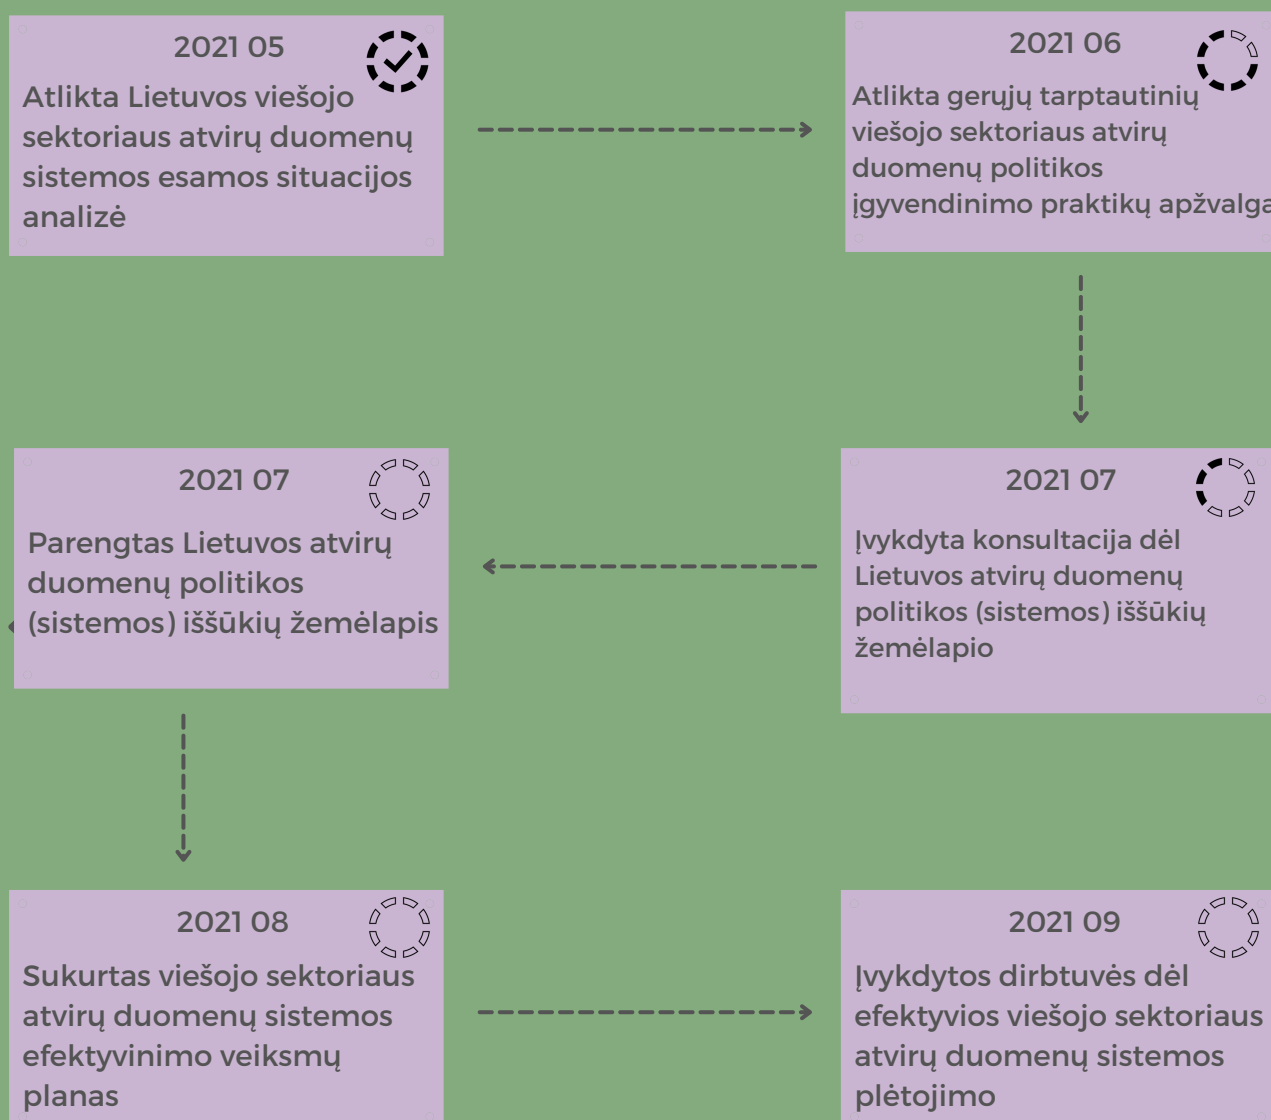 2021 05
Atlikta Lietuvos viešojo
sektoriaus atvirų duomenų
sistemos esamos situacijos
analizė
2021 06
Atlikta gerųjų tarptautinių
viešojo sektoriaus atvirų
duomenų politikos
įgyvendinimo praktikų apžvalga
2021 07
Įvykdyta konsultacija dėl
Lietuvos atvirų duomenų
politikos (sistemos) iššūkių
žemėlapio
2021 07
Parengtas Lietuvos atvirų
duomenų politikos
(sistemos) iššūkių žemėlapis
2021 08
Sukurtas viešojo sektoriaus
atvirų duomenų sistemos
efektyvinimo veiksmų
planas
2021 09
Įvykdytos dirbtuvės dėl
efektyvios viešojo sektoriaus
atvirų duomenų sistemos
plėtojimo